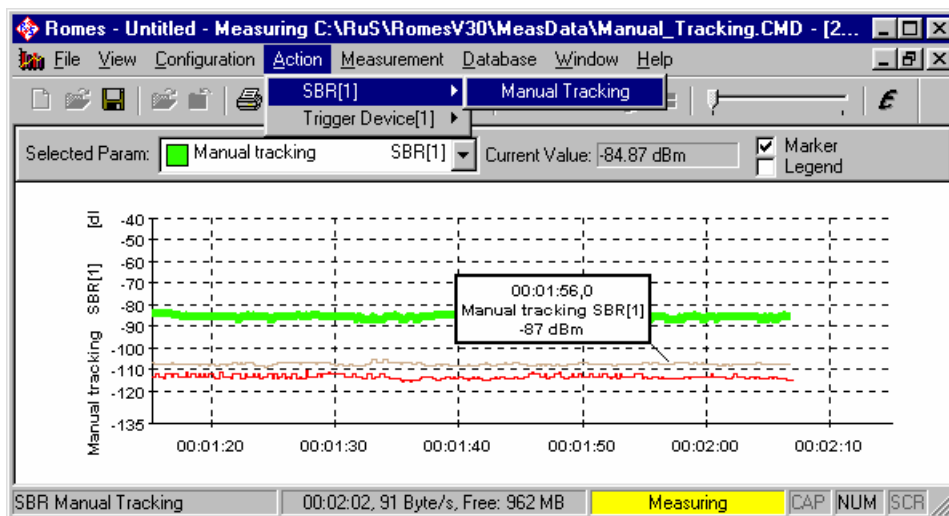 Romes - Untitled - Measuring C:\RuS\RomesV30\MeasData\Manual_Tracking.CMD - [2...
File View Configuration Action Measurement Database Window Help
SBR[1] Manual Tracking
Trigger Device[1]
ε
Selected Param: Manual tracking SBR[1] Current Value: -84.87 dBm Marker
Legend
Manual tracking SBR[1] [dl
-40
-50
-60
-70
-80
-90
-100
-110
-120
-135
00:01:56,0
Manual tracking SBR[1]
-87 dBm
00:01:20 00:01:30 00:01:40 00:01:50 00:02:00 00:02:10
SBR Manual Tracking 00:02:02, 91 Byte/s, Free: 962 MB Measuring CAP NUM SCR